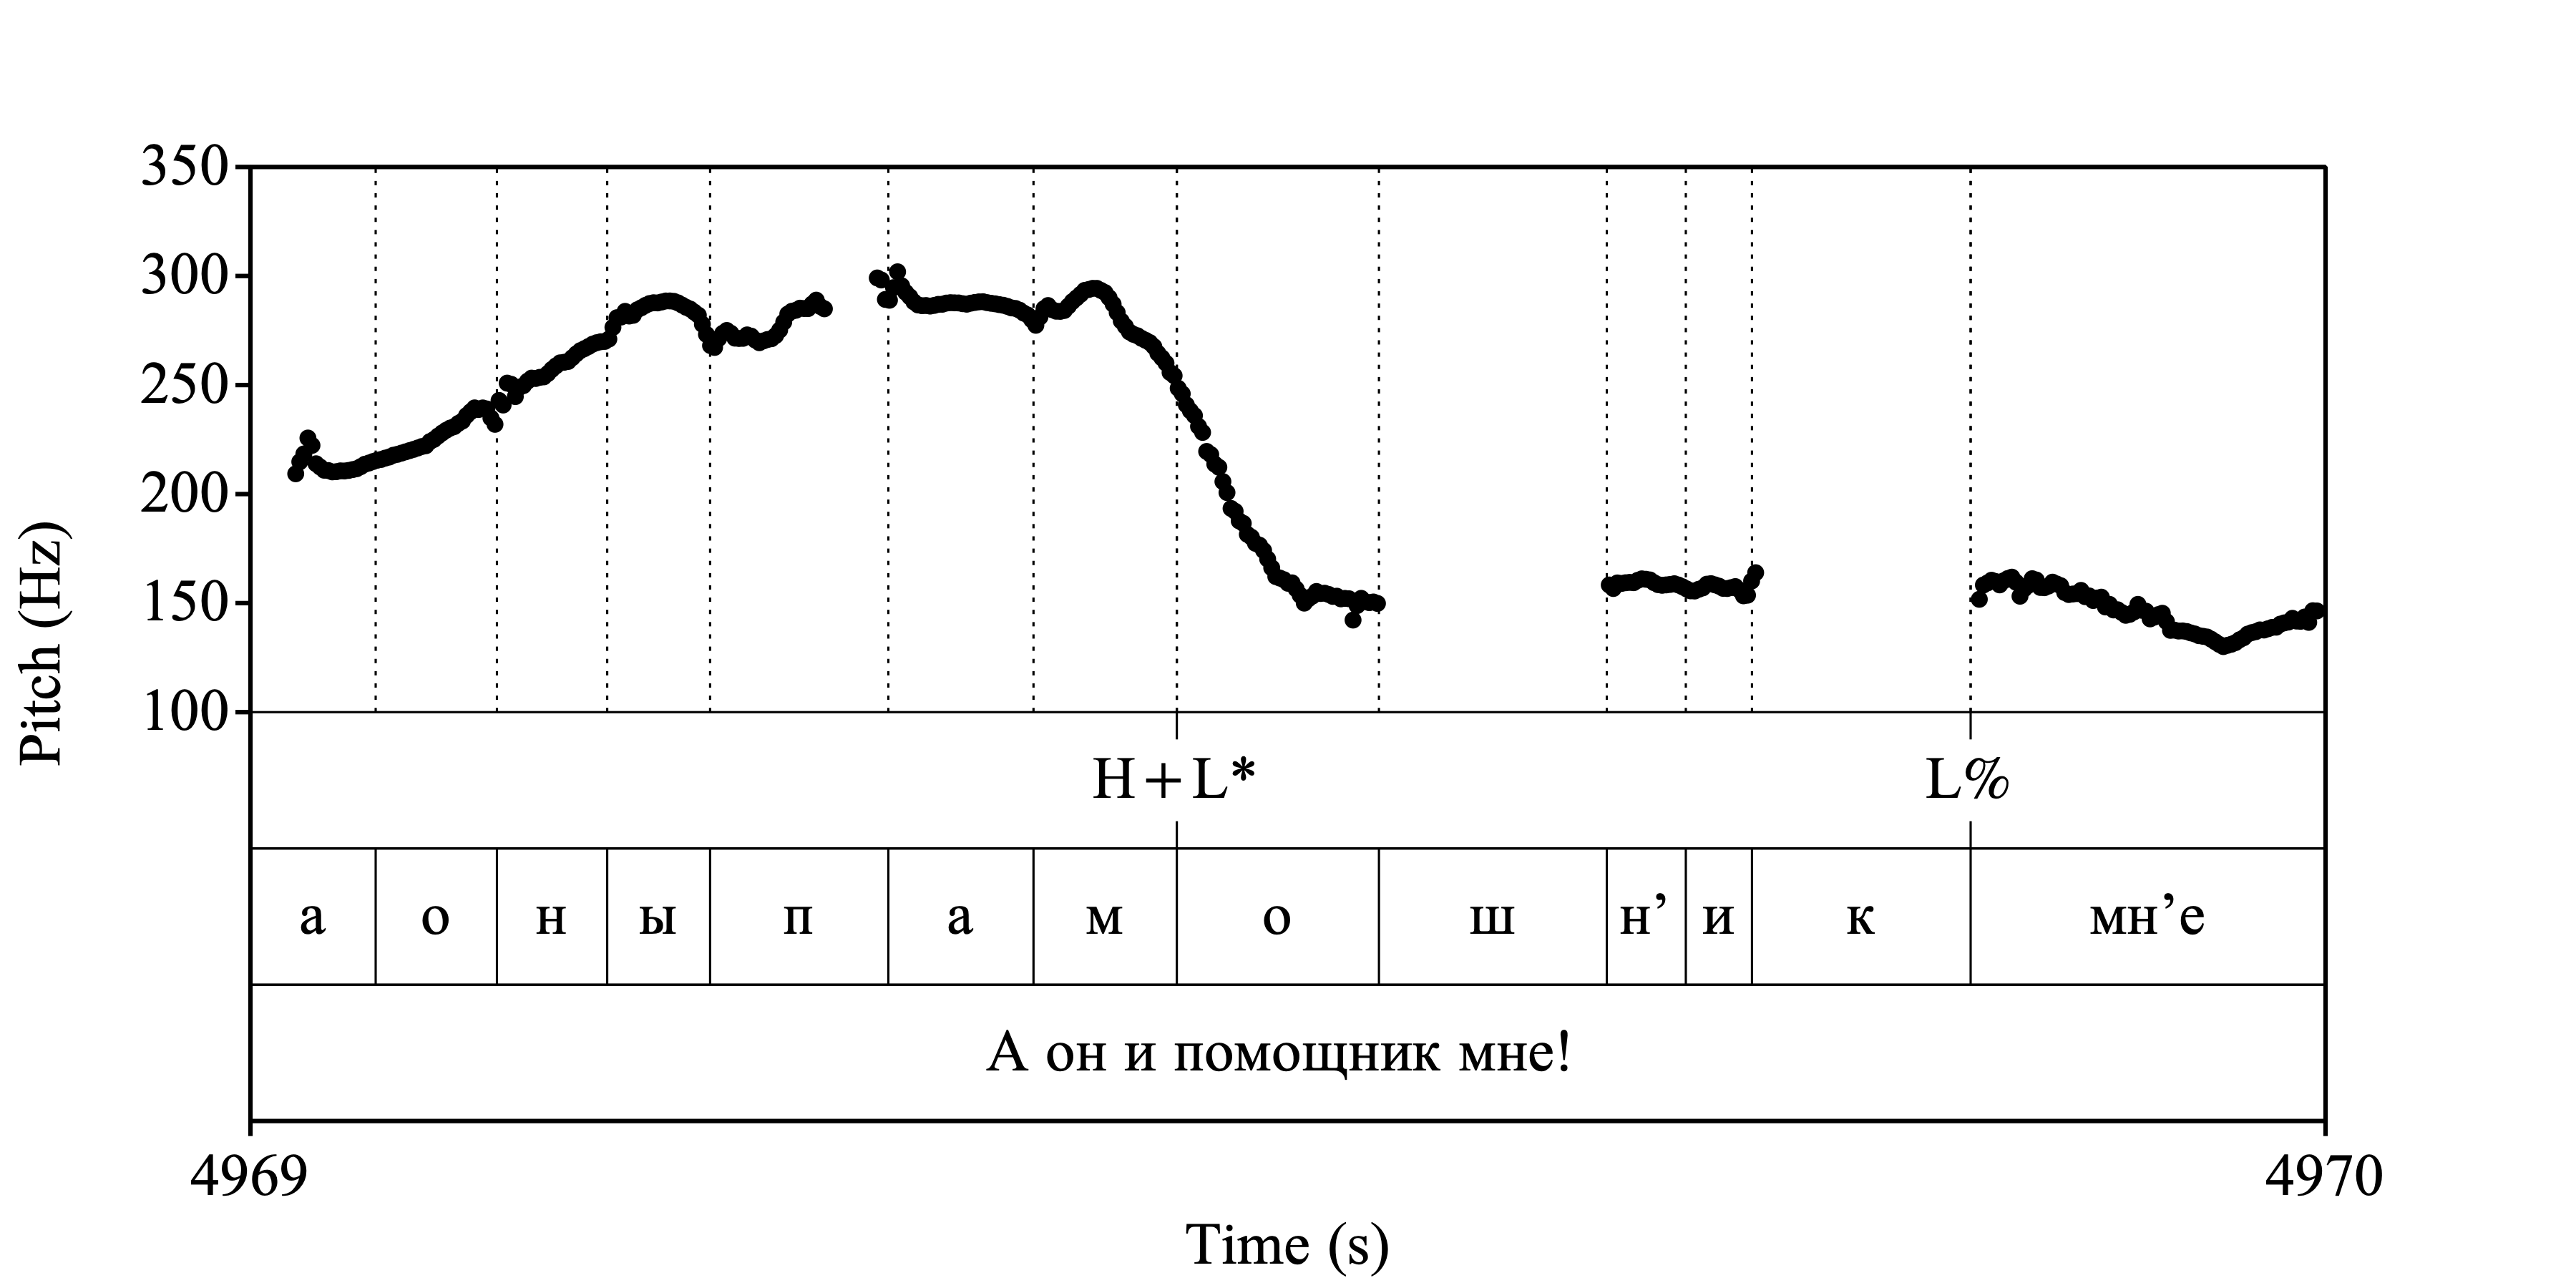 350
300
250
200
150
100
Pitch (Hz)
H+L* L%
а о н ы п а м о ш н’ и к мн’е
А он и помощник мне!
4969 4970
Time (s)